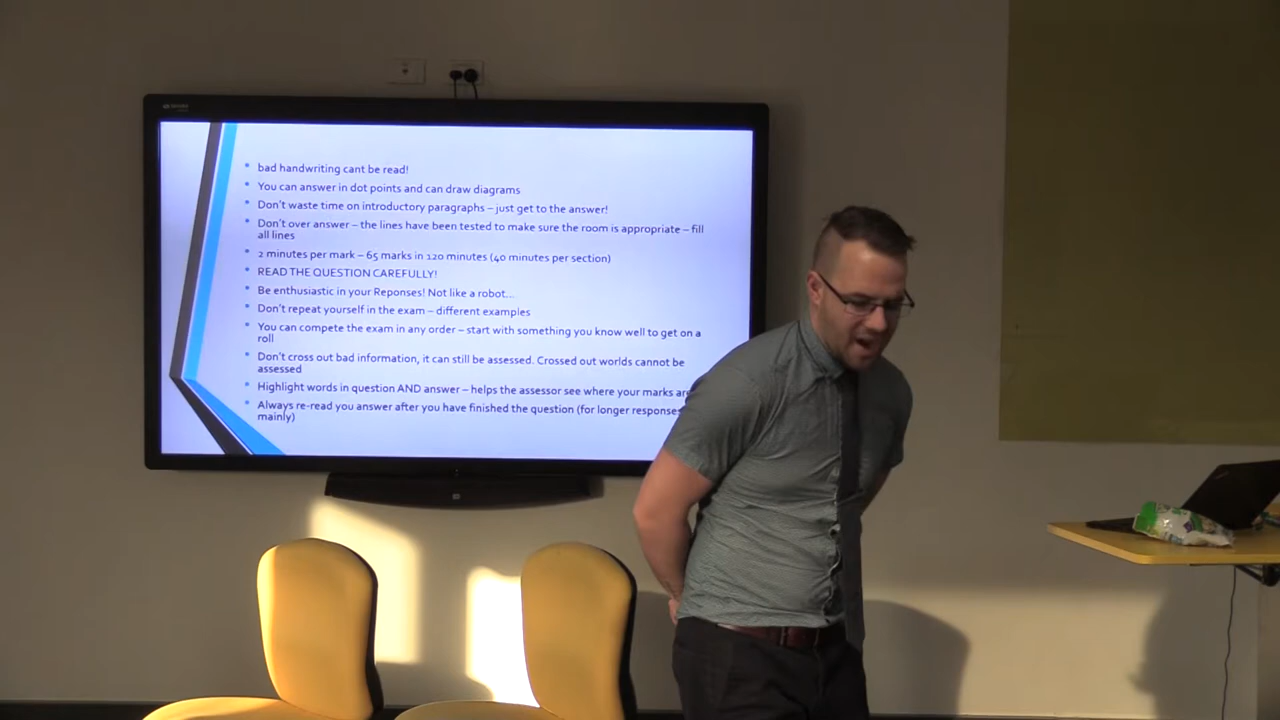 bad handwriting cant be read!
You can answer in dot points and can draw diagrams
Don't waste time on introductory paragraphs – just get to the answer!
Don't over answer – the lines have been tested to make sure the room is appropriate – fill
all lines
2 minutes per mark – 65 marks in 120 minutes (40 minutes per section)
READ THE QUESTION CAREFULLY!
Be enthusiastic in your Reponses! Not like a robot...
Don't repeat yourself in the exam – different examples
You can compete the exam in any order – start with something you know well to get on a
roll
Don't cross out bad information, it can still be assessed. Crossed out worlds cannot be
assessed
Highlight words in question AND answer – helps the assessor see where your marks
Always re-read you answer after you have finished the question (for longer responses
mainly)